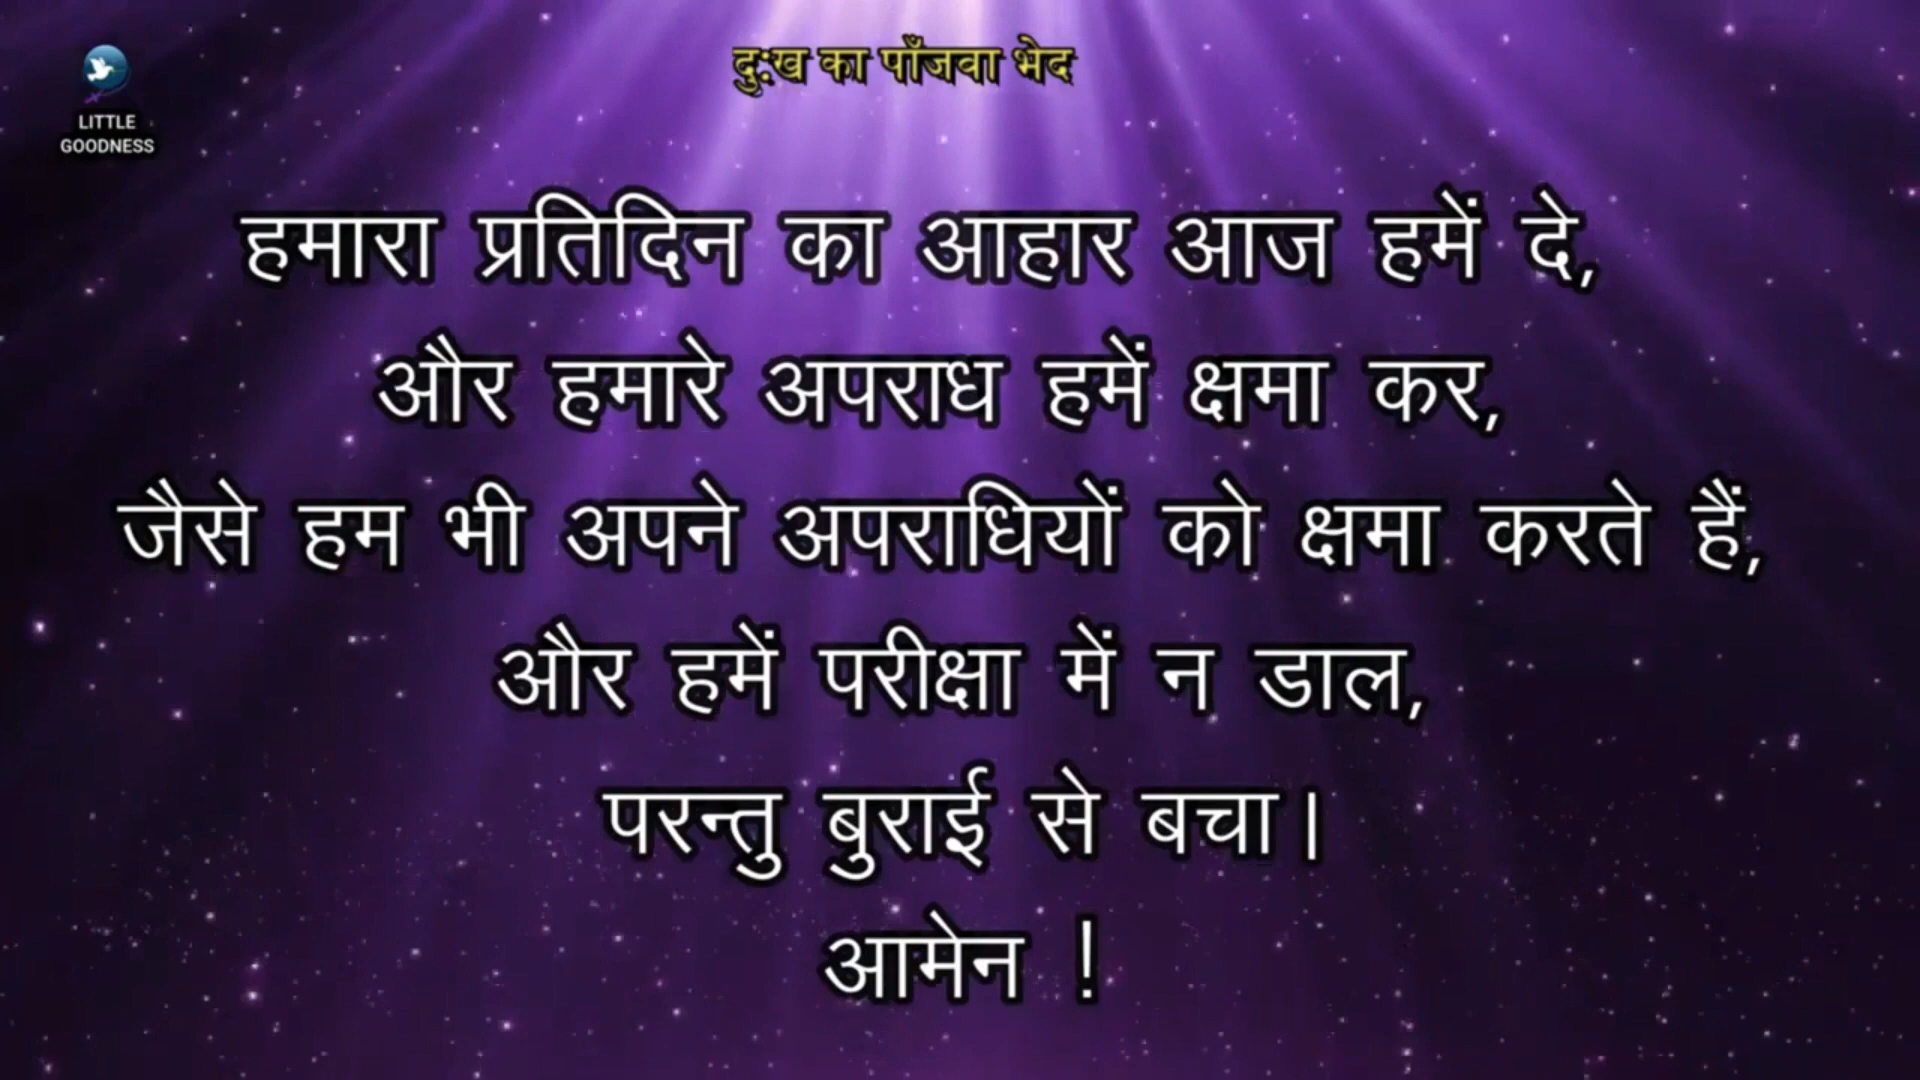 दुःख का पाँजवा भेद
LITTLE
GOODNESS
हमारा प्रतिदिन का आहार आज हमें दे,
और हमारे अपराध हमें क्षमा कर,
जैसे हम भी अपने अपराधियों को क्षमा करते हैं,
और हमें परीक्षा में न डाल,
परन्तु बुराई से बचा।
आमेन !